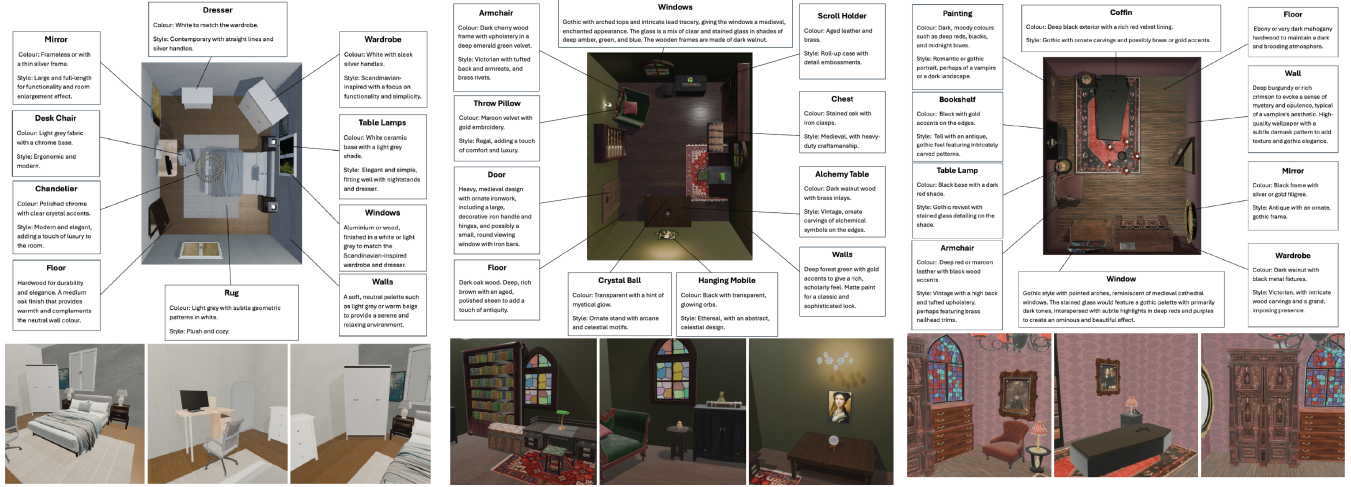 Dresser
Colour: White to match the wardrobe.
Style: Contemporary with straight lines and
silver handles.
Mirror
Colour: Frameless or with
a thin silver frame.
Style: Large and full-length
for functionality and room
enlargement effect.
Wardrobe
Colour: White with sleek
silver handles.
Style: Scandinavian-
inspired with a focus on
functionality and simplicity.
Desk Chair
Colour: Light grey fabric
with a chrome base.
Style: Ergonomic and
modern.
Table Lamps
Colour: White ceramic
base with a light grey
shade.
Style: Elegant and simple,
fitting well with nightstands
and dresser.
Chandelier
Colour: Polished chrome
with clear crystal accents.
Style: Modern and elegant,
adding a touch of luxury to
the room.
Windows
Aluminium or wood,
finished in a white or light
grey to match the
Scandinavian-inspired
wardrobe and dresser.
Floor
Hardwood for durability
and elegance. A medium
oak finish that provides
warmth and complements
the neutral wall colour.
Walls
A soft, neutral palette such
as light grey or warm beige
to provide a serene and
relaxing environment.
Rug
Colour: Light grey with subtle geometric
patterns in white.
Style: Plush and cozy.
Windows
Gothic with arched tops and intricate lead tracery, giving the windows a medieval,
enchanted appearance. The glass is a mix of clear and stained glass in shades of
deep amber, green, and blue. The wooden frames are made of dark walnut.
Armchair
Colour: Dark cherry wood
frame with upholstery in a
deep emerald green velvet.
Style: Victorian with tufted
back and armrests, and
brass rivets.
Scroll Holder
Colour: Aged leather and
brass.
Style: Roll-up case with
detail embossments.
Throw Pillow
Colour: Maroon velvet with
gold embroidery.
Style: Regal, adding a touch
of comfort and luxury.
Chest
Colour: Stained oak with
iron clasps.
Style: Medieval, with heavy-
duty craftsmanship.
Door
Heavy, medieval design
with ornate ironwork,
including a large,
decorative iron handle and
hinges, and possibly a
small, round viewing
window with iron bars.
Alchemy Table
Colour: Dark walnut wood
with brass inlays.
Style: Vintage, ornate
carvings of alchemical
symbols on the edges.
Floor
Dark oak wood. Deep, rich
brown with an aged,
polished sheen to add a
touch of antiquity.
Walls
Deep forest green with gold
accents to give a rich,
scholarly feel. Matte paint
for a classic and
sophisticated look.
Crystal Ball
Colour: Transparent with a hint of
mystical glow.
Style: Ornate stand with arcane
and celestial motifs.
Hanging Mobile
Colour: Black with transparent,
glowing orbs.
Style: Ethereal, with an abstract,
celestial design.
Painting
Colour: Dark, moody colours
such as deep reds, blacks,
and midnight blues.
Style: Romantic or gothic
portrait, perhaps of a vampire
or a dark landscape.
Coffin
Colour: Deep black exterior with a rich red velvet lining.
Style: Gothic with ornate carvings and possibly brass or gold accents.
Floor
Ebony or very dark mahogany
hardwood to maintain a dark
and brooding atmosphere.
Bookshelf
Colour: Black with gold
accents on the edges.
Style: Tall with an antique,
gothic feel featuring intricately
carved patterns.
Wall
Deep burgundy or rich
crimson to evoke a sense of
mystery and opulence, typical
of a vampire's aesthetic. High-
quality wallpaper with a
subtle damask pattern to add
texture and gothic elegance.
Table Lamp
Colour: Black base with a dark
red shade.
Style: Gothic revival with
stained glass detailing on the
shade.
Mirror
Colour: Black frame with
silver or gold filigree.
Style: Antique with an ornate,
gothic frame.
Armchair
Colour: Deep red or maroon
leather with black wood
accents.
Style: Vintage with a high back
and tufted upholstery,
perhaps featuring brass
nailhead trims.
Wardrobe
Colour: Dark walnut with
black metal fixtures.
Style: Victorian, with intricate
wood carvings and a grand,
imposing presence.
Window
Gothic style with pointed arches, reminiscent of medieval cathedral
windows. The stained glass would feature a gothic palette with primarily
dark tones, interspersed with subtle highlights in deep reds and purples
to create an ominous and beautiful effect.